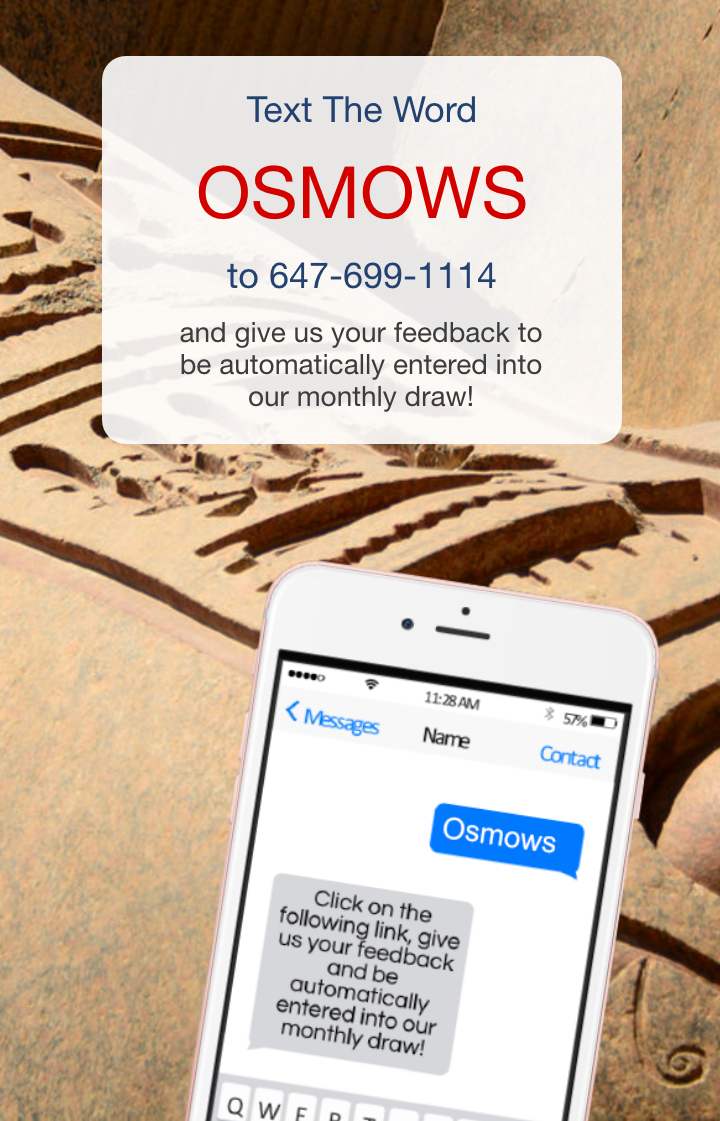 Text The Word
OSMOWS
to 647-699-1114
and give us your feedback to
be automatically entered into
our monthly draw!
11:28 AM
57%
Messages
Name
Contact
Osmows
Click on the
following link, give
us your feedback
and be
automatically
entered into our
monthly draw!
Q W E R T